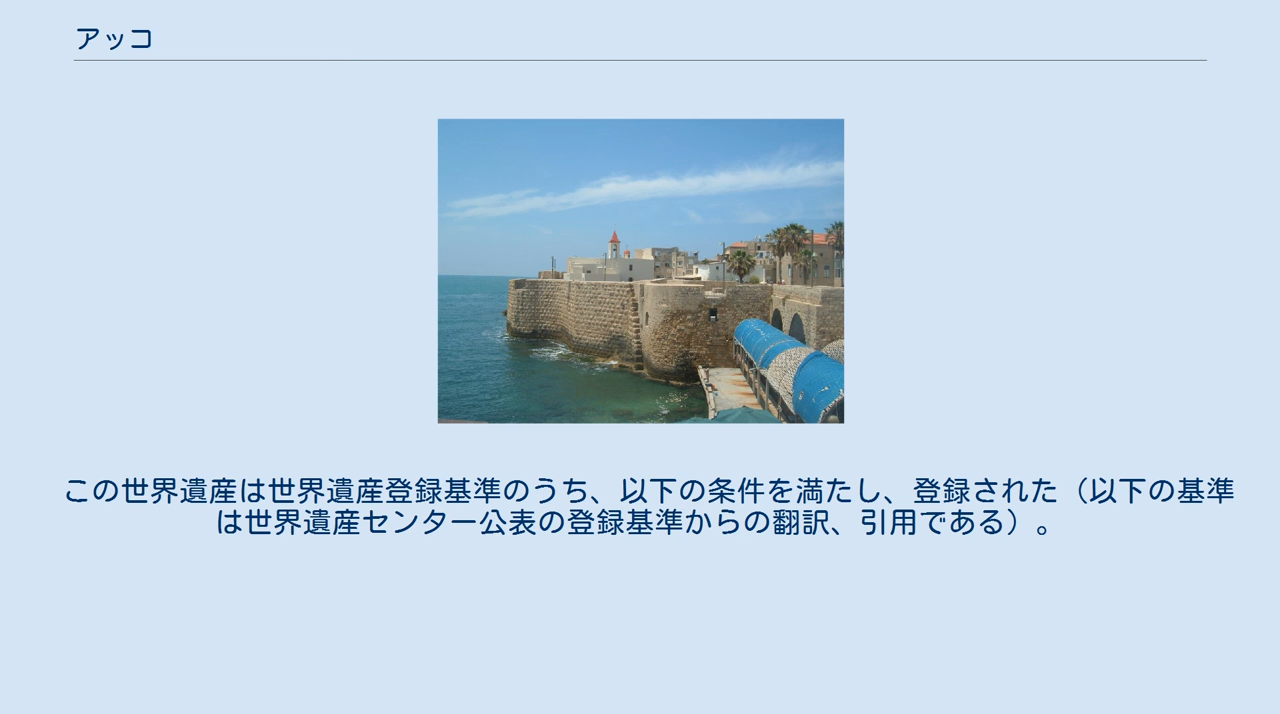 アッコ
この世界遺産は世界遺産登録基準のうち、以下の条件を満たし、登録された（以下の基準
は世界遺産センター公表の登録基準からの翻訳、引用である）。